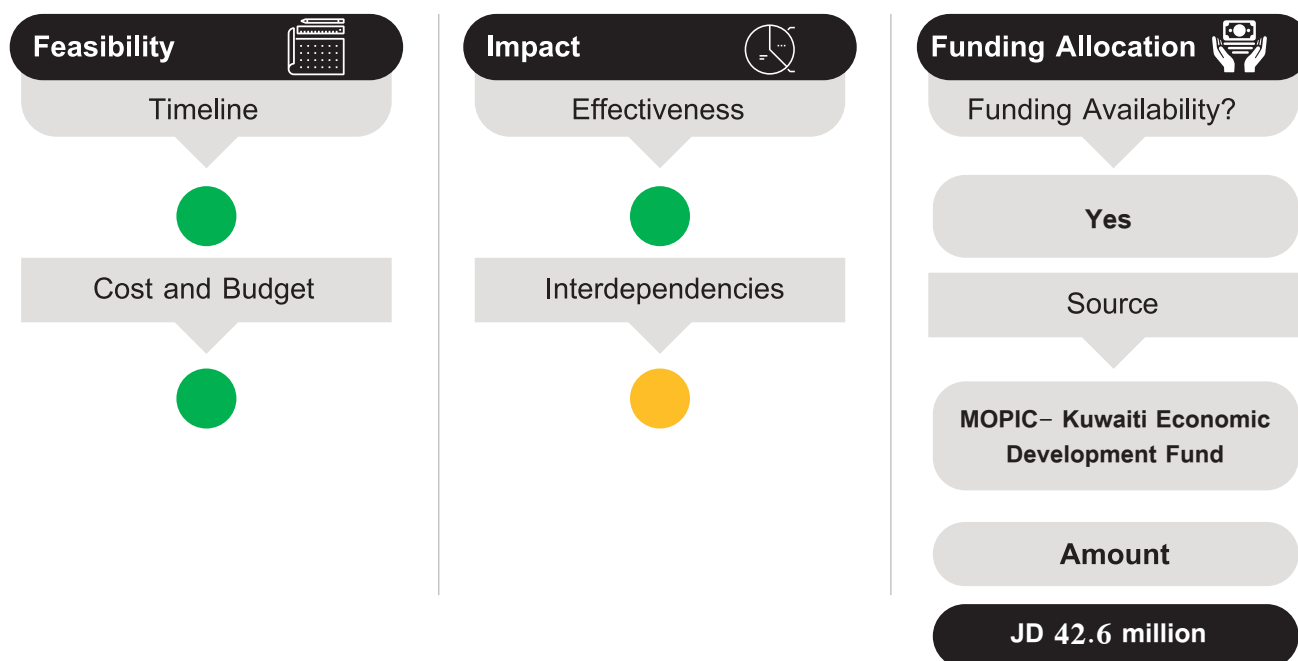 Feasibility
Timeline
Cost and Budget
Impact
Effectiveness
Interdependencies
Funding Allocation
Funding Availability?
Yes
Source
MOPIC– Kuwaiti Economic
Development Fund
Amount
JD 42.6 million